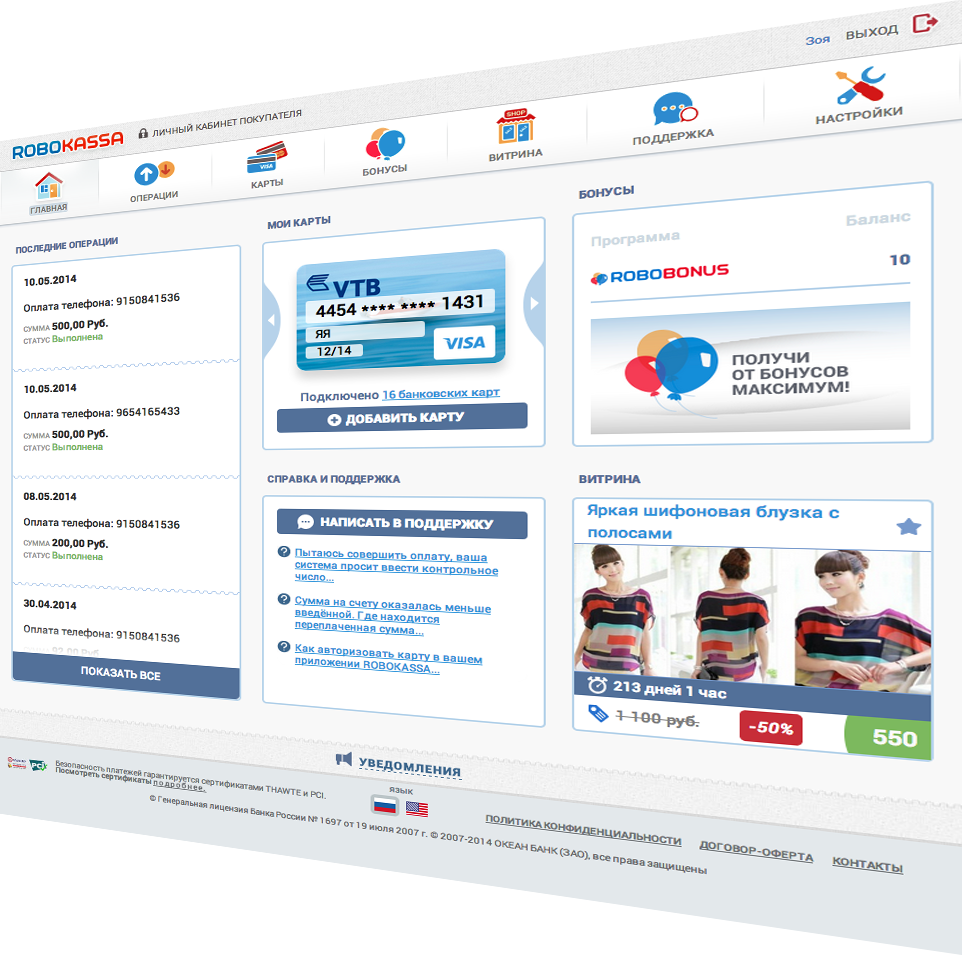 Зоя ВЫХОД
ROBOKASSA ЛИЧНЫЙ КАБИНЕТ ПОКУПАТЕЛЯ
ГЛАВНАЯ
ОПЕРАЦИИ
VISA
КАРТЫ
БОНУСЫ
SHOP
ВИТРИНА
ПОДДЕРЖКА
НАСТРОЙКИ
ПОСЛЕДНИЕ ОПЕРАЦИИ
10.05.2014
Оплата телефона: 9150841536
СУММА 500,00 Руб.
СТАТУС Выполнена
10.05.2014
Оплата телефона: 9654165433
СУММА 500,00 Руб.
СТАТУС Выполнена
08.05.2014
Оплата телефона: 9150841536
СУММА 200,00 Руб.
СТАТУС Выполнена
30.04.2014
Оплата телефона: 9150841536
ПОКАЗАТЬ ВСЕ
МОИ КАРТЫ
VTB
4454 **** **** 1431
ЯЯ
12/14
VISA
Подключено 16 банковских карт
ДОБАВИТЬ КАРТУ
БОНУСЫ
Программа Баланс
ROBOBONUS 10
ПОЛУЧИ
ОТ БОНУСОВ
МАКСИМУМ!
СПРАВКА И ПОДДЕРЖКА
НАПИСАТЬ В ПОДДЕРЖКУ
Пытаюсь совершить оплату, ваша
система просит ввести контрольное
число...
Сумма на счету оказалась меньше
введённой. Где находится
переплаченная сумма...
Как авторизовать карту в вашем
приложении ROBOKASSA...
ВИТРИНА
Яркая шифоновая блузка с
полосами
213 дней 1 час
1 100 руб. -50% 550
УВЕДОМЛЕНИЯ
PCI
Безопасность платежей гарантируется сертификатами THAWTE и PCI.
Посмотреть сертификаты подробнее.
ЯЗЫК
© Генеральная лицензия Банка России № 1697 от 19 июля 2007 г. © 2007-2014 ОКЕАН БАНК (ЗАО), все права защищены
ПОЛИТИКА КОНФИДЕНЦИАЛЬНОСТИ ДОГОВОР-ОФЕРТА КОНТАКТЫ